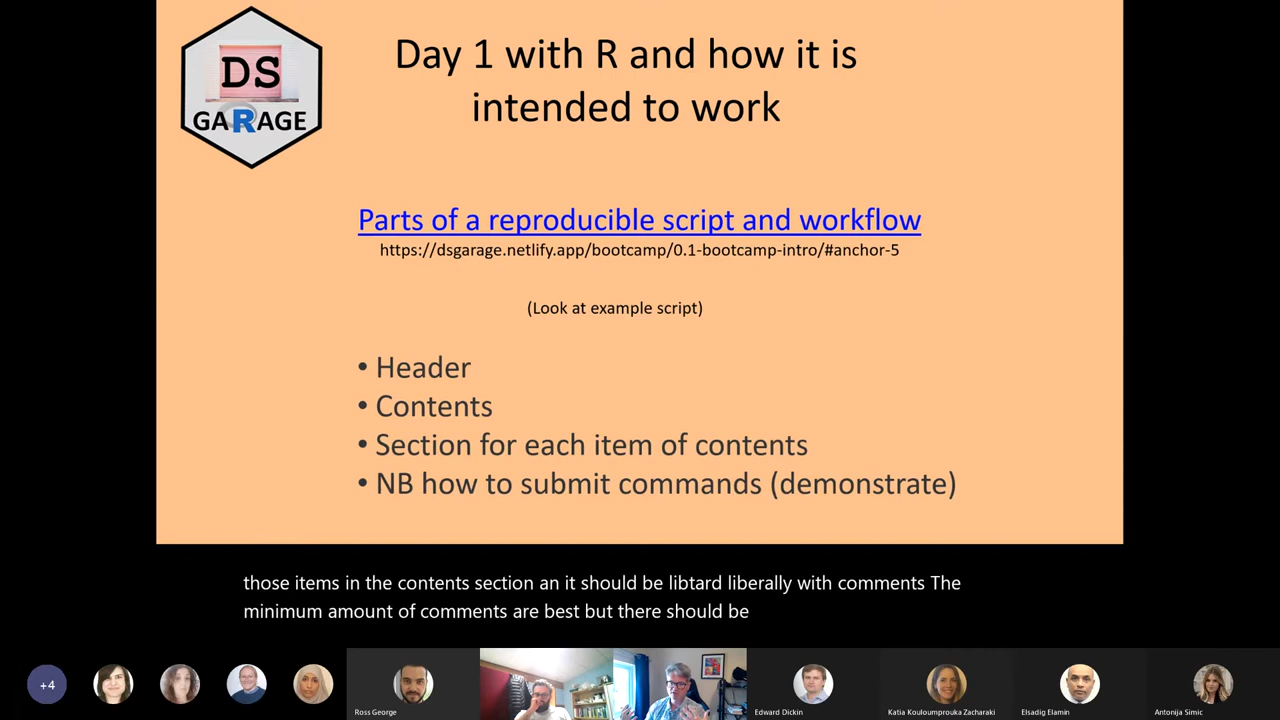 DS
GARAGE
Day 1 with R and how it is
intended to work
Parts of a reproducible script and workflow
https://dsgarage.netlify.app/bootcamp/0.1-bootcamp-intro/#anchor-5
(Look at example script)
• Header
• Contents
• Section for each item of contents
• NB how to submit commands (demonstrate)
those items in the contents section an it should be libtard liberally with comments The
minimum amount of comments are best but there should be
+4
Ross George
Edward Dickin
Katia Kouloumprouka Zacharaki
Elsadig Elamin
Antonija Simic